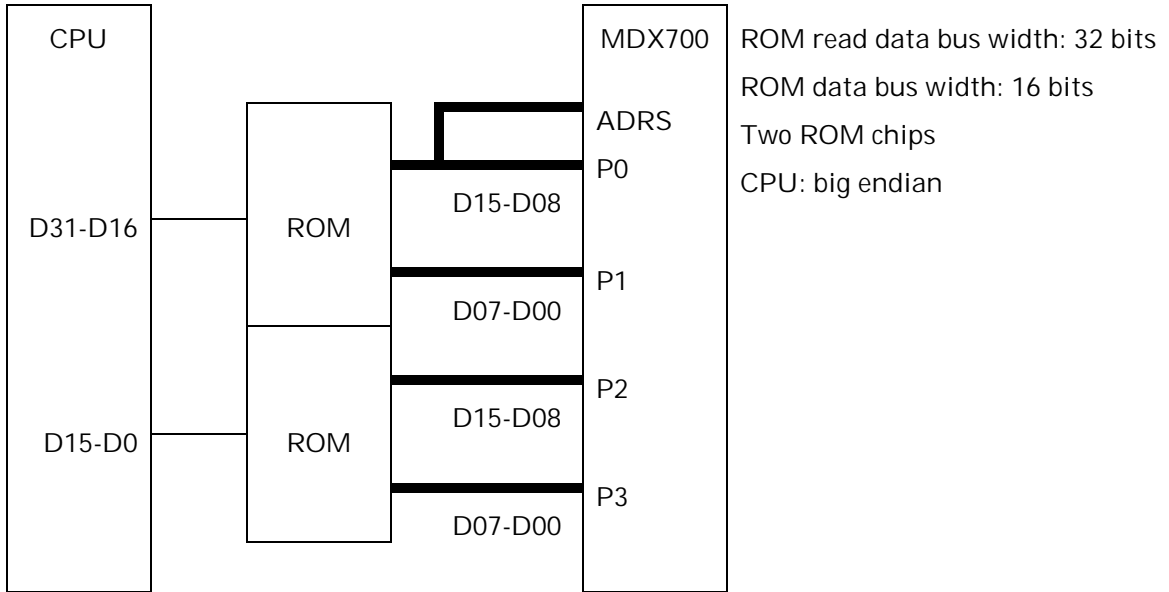 CPU
MDX700
ROM read data bus width: 32 bits
ROM data bus width: 16 bits
ADRS
Two ROM chips
P0
CPU: big endian
D15-D08
D31-D16
ROM
P1
D07-D00
P2
D15-D08
D15-D0
ROM
P3
D07-D00